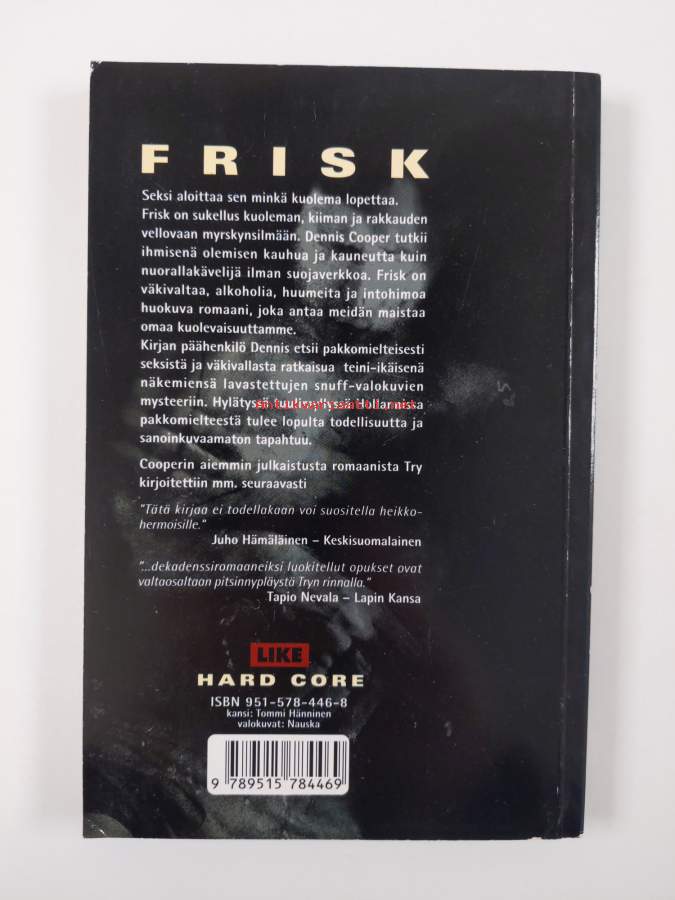 FRISK
Seksi aloittaa sen minkä kuolema lopettaa.
Frisk on sukellus kuoleman, kiiman ja rakkauden
vellovaan myrskynsilmään. Dennis Cooper tutkii
ihmisenä olemisen kauhua ja kauneutta kuin
nuorallakävelijä ilman suojaverkkoa. Frisk on
väkivaltaa, alkoholia, huumeita ja intohimoa
huokuva romaani, joka antaa meidän maistaa
omaa kuolevaisuuttamme.
Kirjan päähenkilö Dennis etsii pakkomielteisesti
seksistä ja väkivallasta ratkaisua teini-ikäisenä
näkemiensä lavastettujen snuff-valokuvien
mysteeriin. Hylätyssä tuulimyllyssä Hollannissa
pakkomielteestä tulee lopulta todellisuutta ja
sanoinkuvaamaton tapahtuu.
Cooperin aiemmin julkaistusta romaanista Try
kirjoitettiin mm. seuraavasti
"Tätä kirjaa ei todellakaan voi suositella heikko-
hermoisille."
Juho Hämäläinen – Keskisuomalainen
"...dekadenssiromaaneiksi luokitellut opukset ovat
valtaosaltaan pitsinnypläystä Tryn rinnalla."
Tapio Nevala – Lapin Kansa
LIKE
HARD CORE
ISBN 951-578-446-8
kansi: Tommi Hänninen
valokuvat: Nauska
9 789515 784469